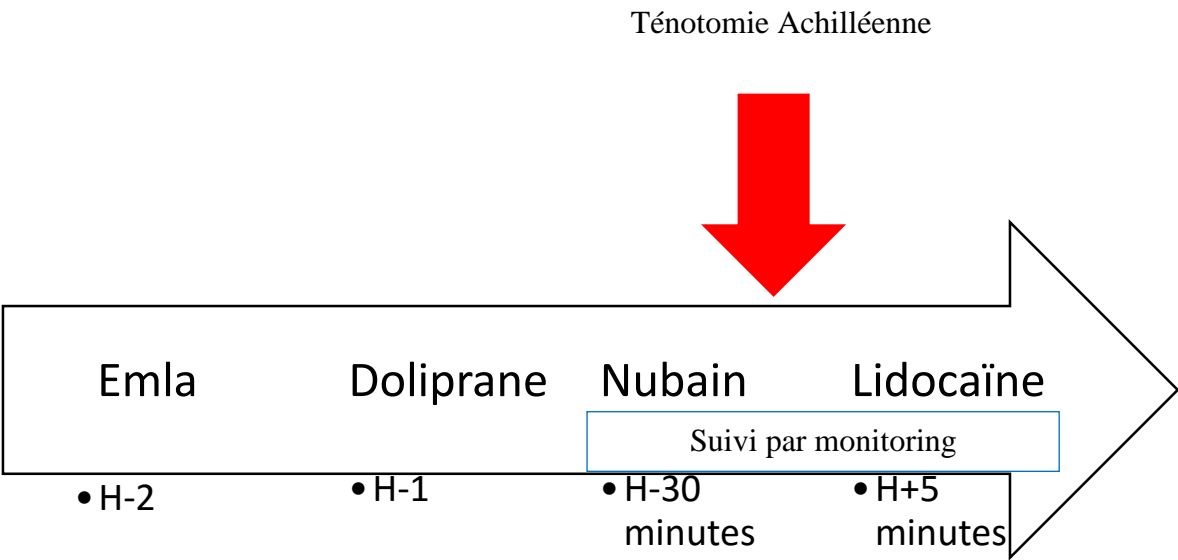 Ténotomie Achilléenne
Emla
Doliprane
Nubain
Lidocaïne
Suivi par monitoring
• H-2
• H-1
• H-30
minutes
• H+5
minutes